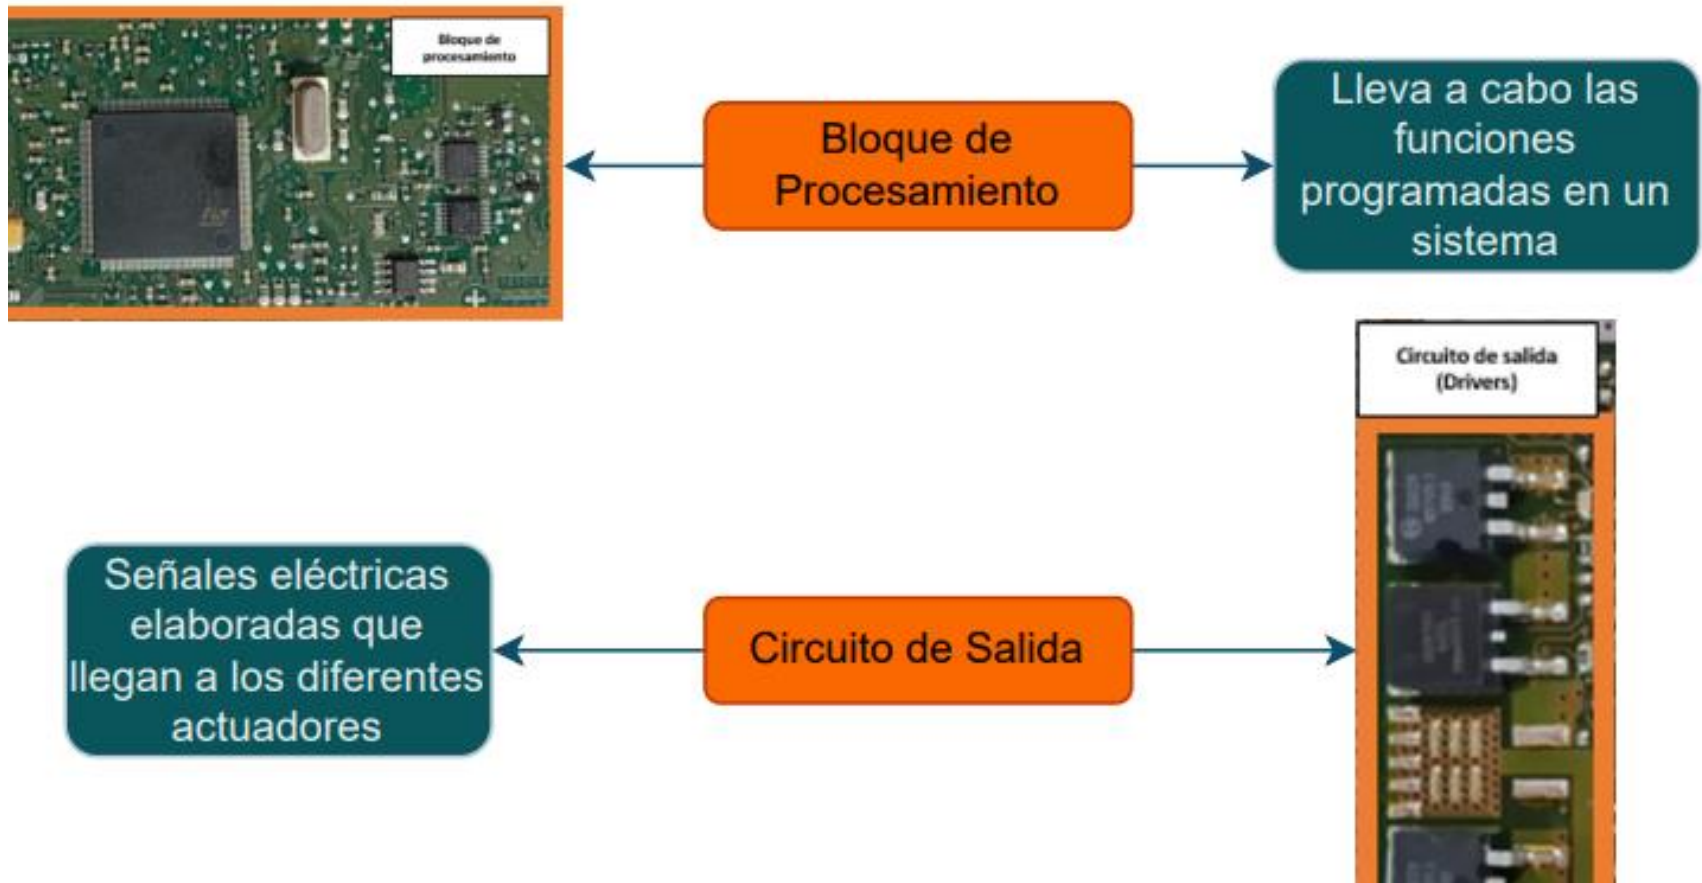 Bloque de
procesamiento
Bloque de
Procesamiento
Lleva a cabo las
funciones
programadas en un
sistema
Circuito de salida
(Drivers)
Señales eléctricas
elaboradas que
llegan a los diferentes
actuadores
Circuito de Salida